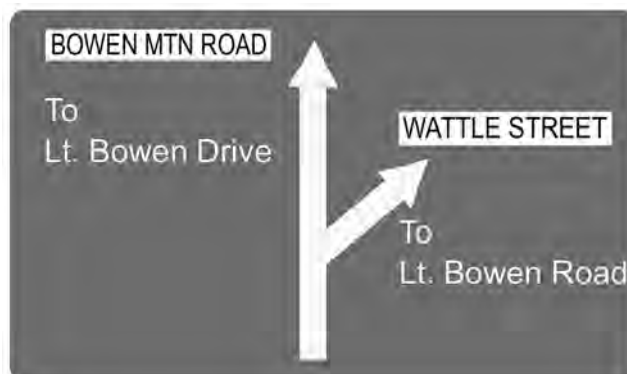 BOWEN MTN ROAD
To
Lt. Bowen Drive
WATTLE STREET
To
Lt. Bowen Road